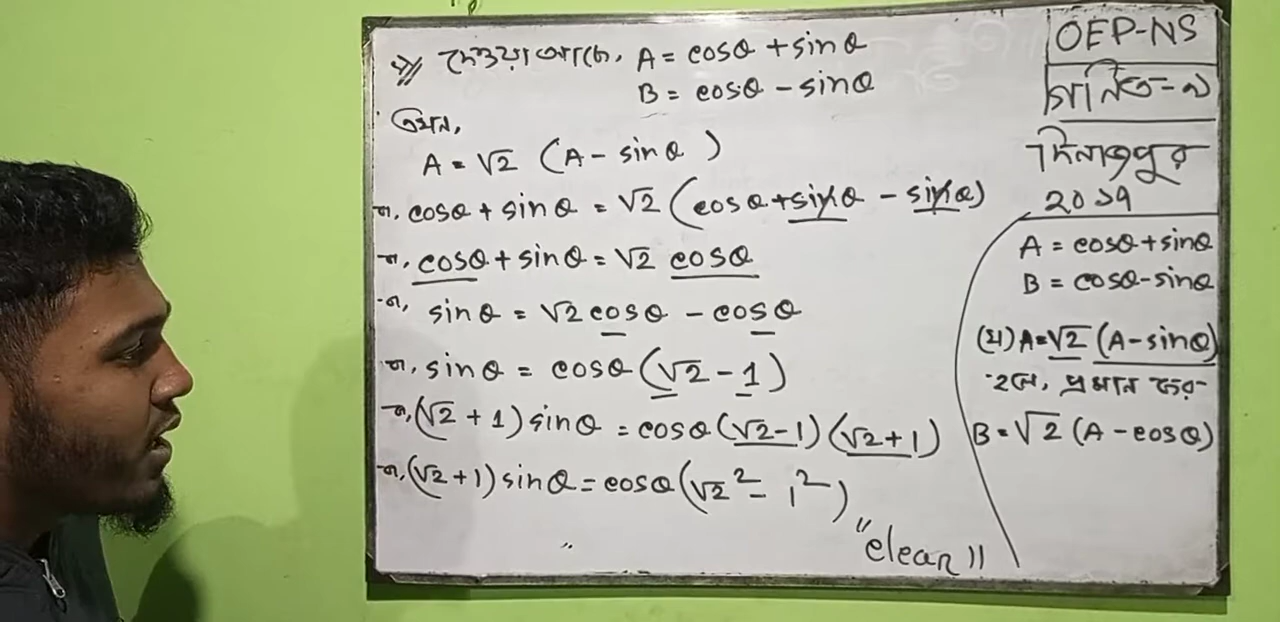 দেওয়া আছে, A = cosθ + sinθ
B = cosθ - sinθ
এখন,
A = √2 (A - sinθ)
বা, cosθ + sinθ = √2 (cosθ + sinθ - sinθ)
বা, cosθ + sinθ = √2 cosθ
বা, sinθ = √2 cosθ - cosθ
বা, sinθ = cosθ (√2 - 1)
বা, (√2 + 1) sinθ = cosθ (√2 - 1) (√2 + 1)
বা, (√2 + 1) sinθ = cosθ (√2² - 1²)
"clear"
OEP-NS
গনিত-৯
দিনাজপুর
২০১৭
A = cosθ + sinθ
B = cosθ - sinθ
A = √2 (A - sinθ)
হলে, প্রমান কর
B = √2 (A - cosθ)